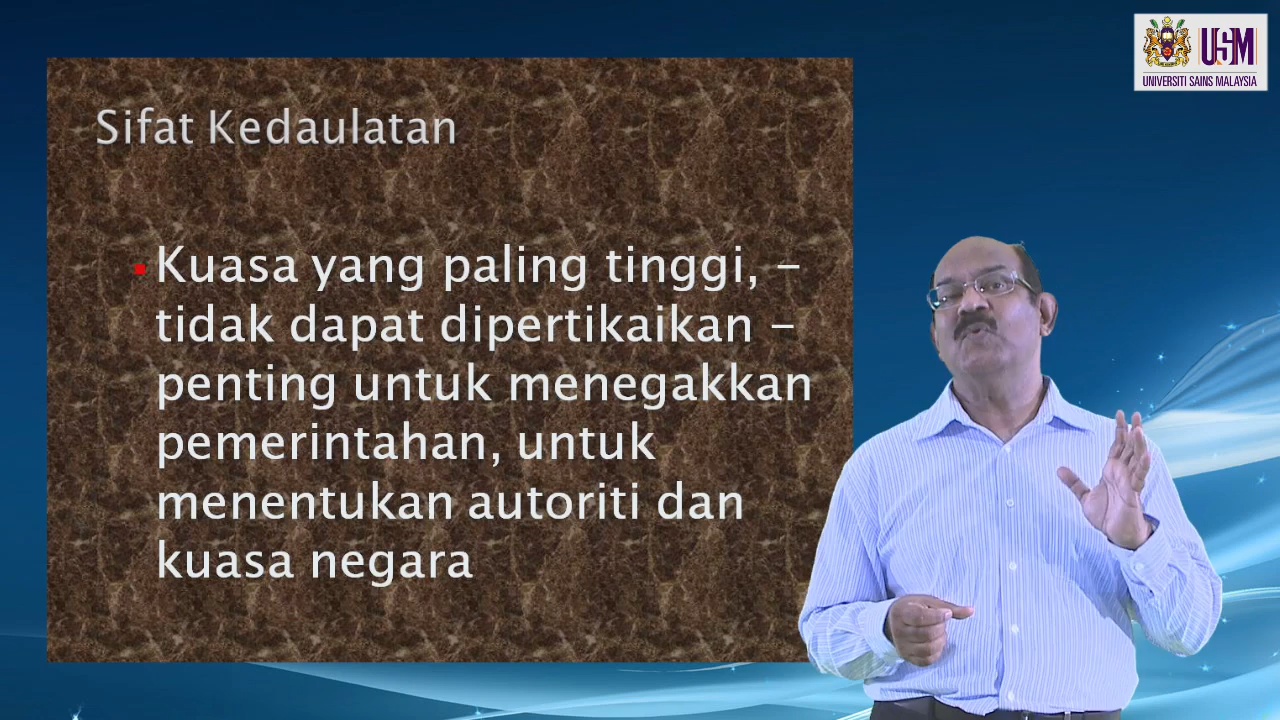 USM
UNIVERSITI SAINS MALAYSIA
Sifat Kedaulatan
Kuasa yang paling tinggi, –
tidak dapat dipertikaikan –
penting untuk menegakkan
pemerintahan, untuk
menentukan autoriti dan
kuasa negara